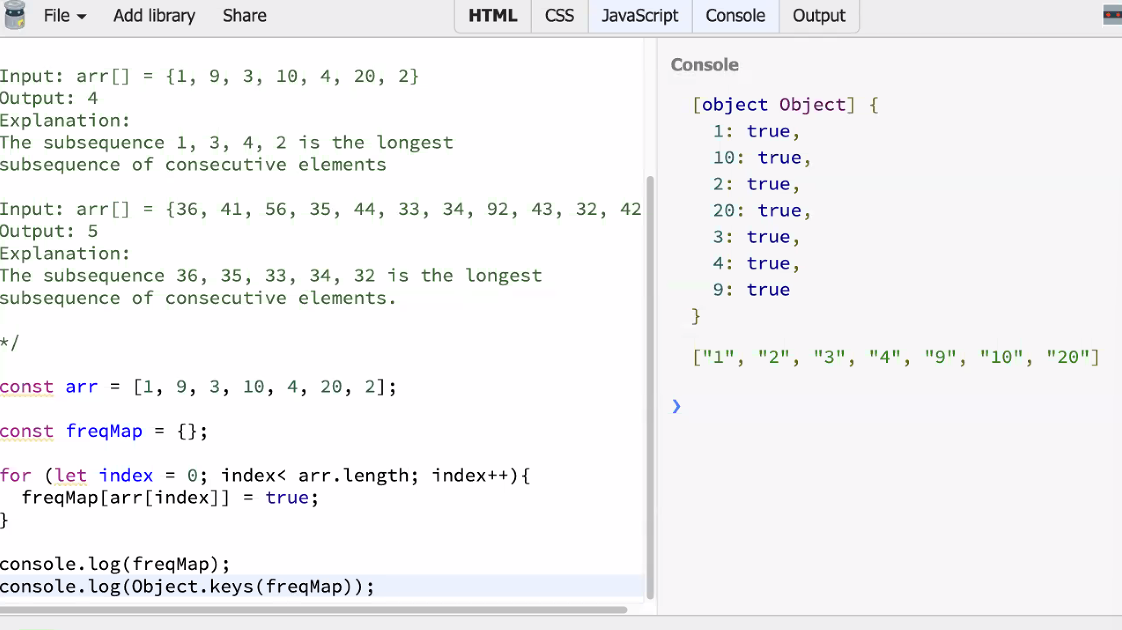 File Add library Share HTML CSS JavaScript Console Output
Input: arr[] = {1, 9, 3, 10, 4, 20, 2}
Output: 4
Explanation:
The subsequence 1, 3, 4, 2 is the longest
subsequence of consecutive elements
Input: arr[] = {36, 41, 56, 35, 44, 33, 34, 92, 43, 32, 42
Output: 5
Explanation:
The subsequence 36, 35, 33, 34, 32 is the longest
subsequence of consecutive elements.
*/
const arr = [1, 9, 3, 10, 4, 20, 2];
const freqMap = {};
for (let index = 0; index< arr.length; index++){
freqMap[arr[index]] = true;
}
console.log(freqMap);
console.log(Object.keys(freqMap));
Console
[object Object] {
1: true,
10: true,
2: true,
20: true,
3: true,
4: true,
9: true
}
["1", "2", "3", "4", "9", "10", "20"]
❯